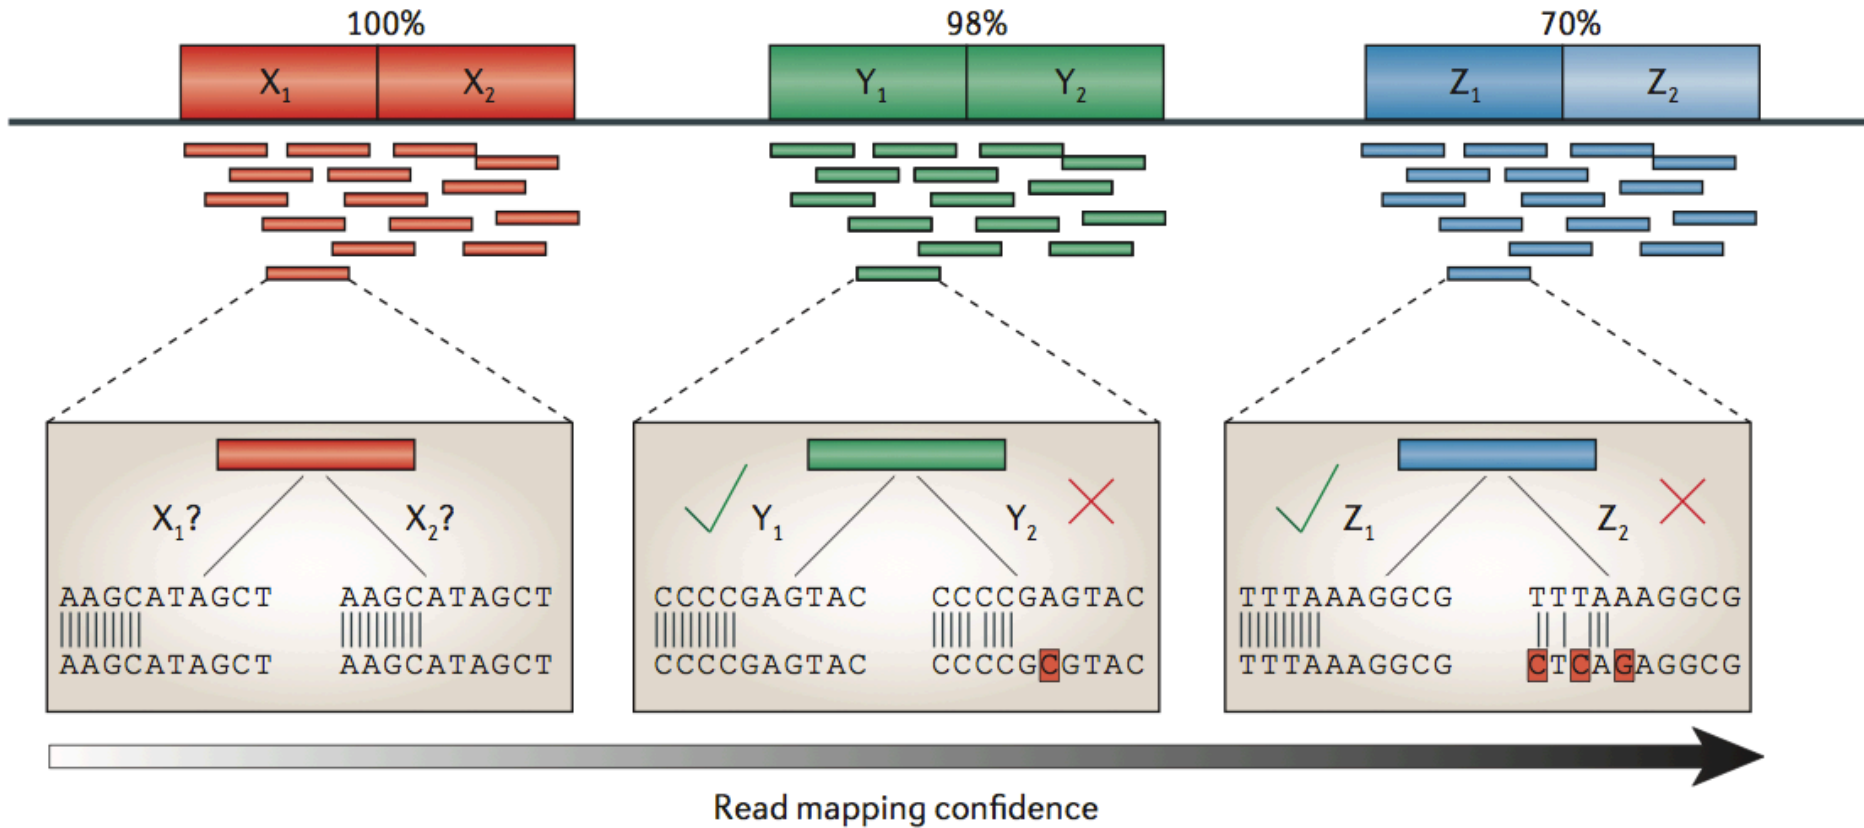 100% 98% 70%
X₁ X₂ Y₁ Y₂ Z₁ Z₂
X₁? X₂? Y₁ Y₂ Z₁ Z₂
AAGCATAGCT AAGCATAGCT CCCCGAGTAC CCCCGAGTAC TTTAAAGGCG TTTAAAGGCG
AAGCATAGCT AAGCATAGCT CCCCGAGTAC CCCCGCGTAC TTTAAAGGCG CTCAGAGGCG
Read mapping confidence